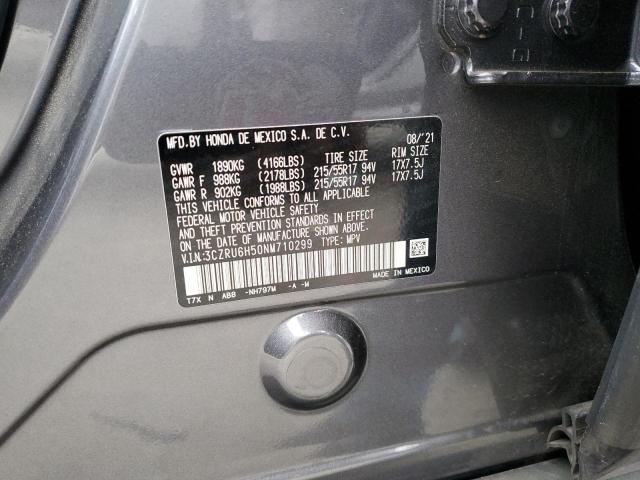 MFD.BY HONDA DE MEXICO S.A. DE C.V. 08/'21
GVWR 1890KG (4166LBS) TIRE SIZE RIM SIZE
GAWR F 988KG (2178LBS) 215/55R17 94V 17X7.5J
GAWR R 902KG (1988LBS) 215/55R17 94V 17X7.5J
THIS VEHICLE CONFORMS TO ALL APPLICABLE
FEDERAL MOTOR VEHICLE SAFETY
AND THEFT PREVENTION STANDARDS IN EFFECT
ON THE DATE OF MANUFACTURE SHOWN ABOVE.
V.I.N:3CZRU6H50NM710299 TYPE: MPV
MADE IN MEXICO
T7X N ABB -NH797M -A -M